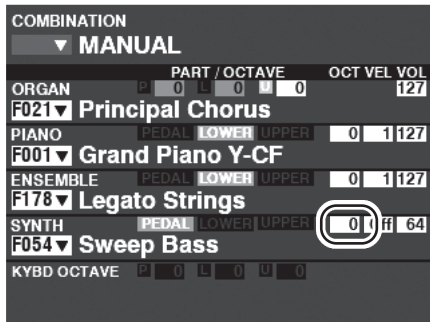 COMBINATION
▼ MANUAL
PART / OCTAVE OCT VEL VOL
ORGAN P 0 L 0 U 0 127
F021▼ Principal Chorus
PIANO PEDAL LOWER UPPER 0 1 127
F001▼ Grand Piano Y-CF
ENSEMBLE PEDAL LOWER UPPER 0 1 127
F178▼ Legato Strings
SYNTH PEDAL LOWER UPPER 0 ff 64
F054▼ Sweep Bass
KYBD OCTAVE P 0 L 0 U 0